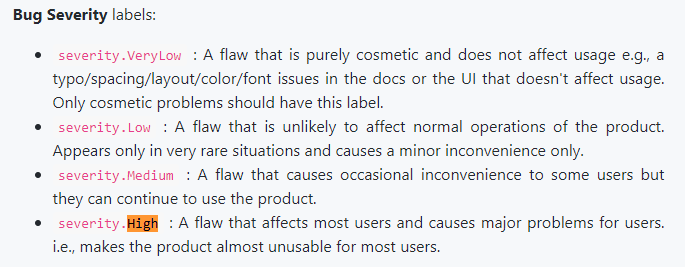 Bug Severity labels:
severity.VeryLow : A flaw that is purely cosmetic and does not affect usage e.g., a
typo/spacing/layout/color/font issues in the docs or the UI that doesn't affect usage.
Only cosmetic problems should have this label.
severity.Low : A flaw that is unlikely to affect normal operations of the product.
Appears only in very rare situations and causes a minor inconvenience only.
severity.Medium : A flaw that causes occasional inconvenience to some users but
they can continue to use the product.
severity.High : A flaw that affects most users and causes major problems for users.
i.e., makes the product almost unusable for most users.